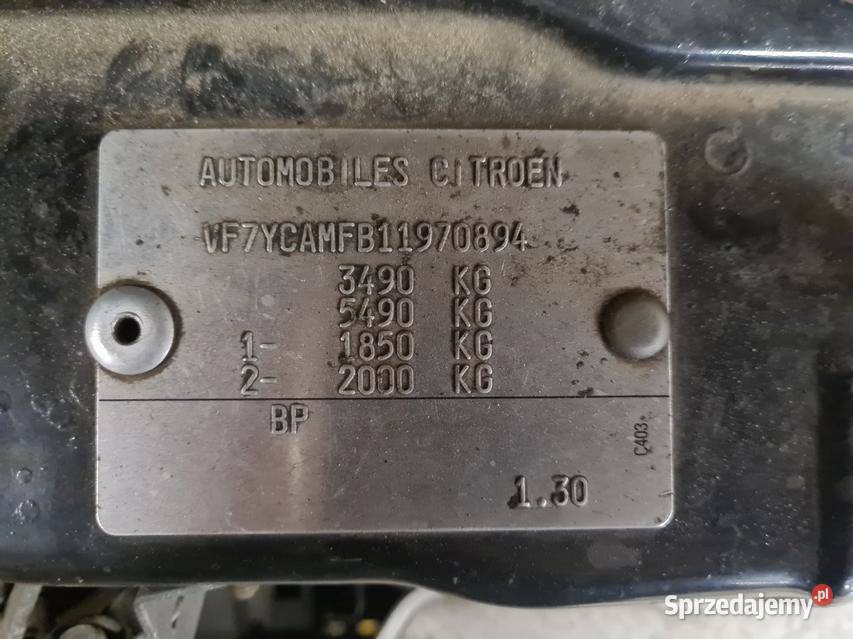 AUTOMOBILES CITROEN
VF7YCAMFB11970894
3490 KG
5490 KG
1- 1850 KG
2- 2000 KG
BP
C403
1.30
Sprzedajemy.pl